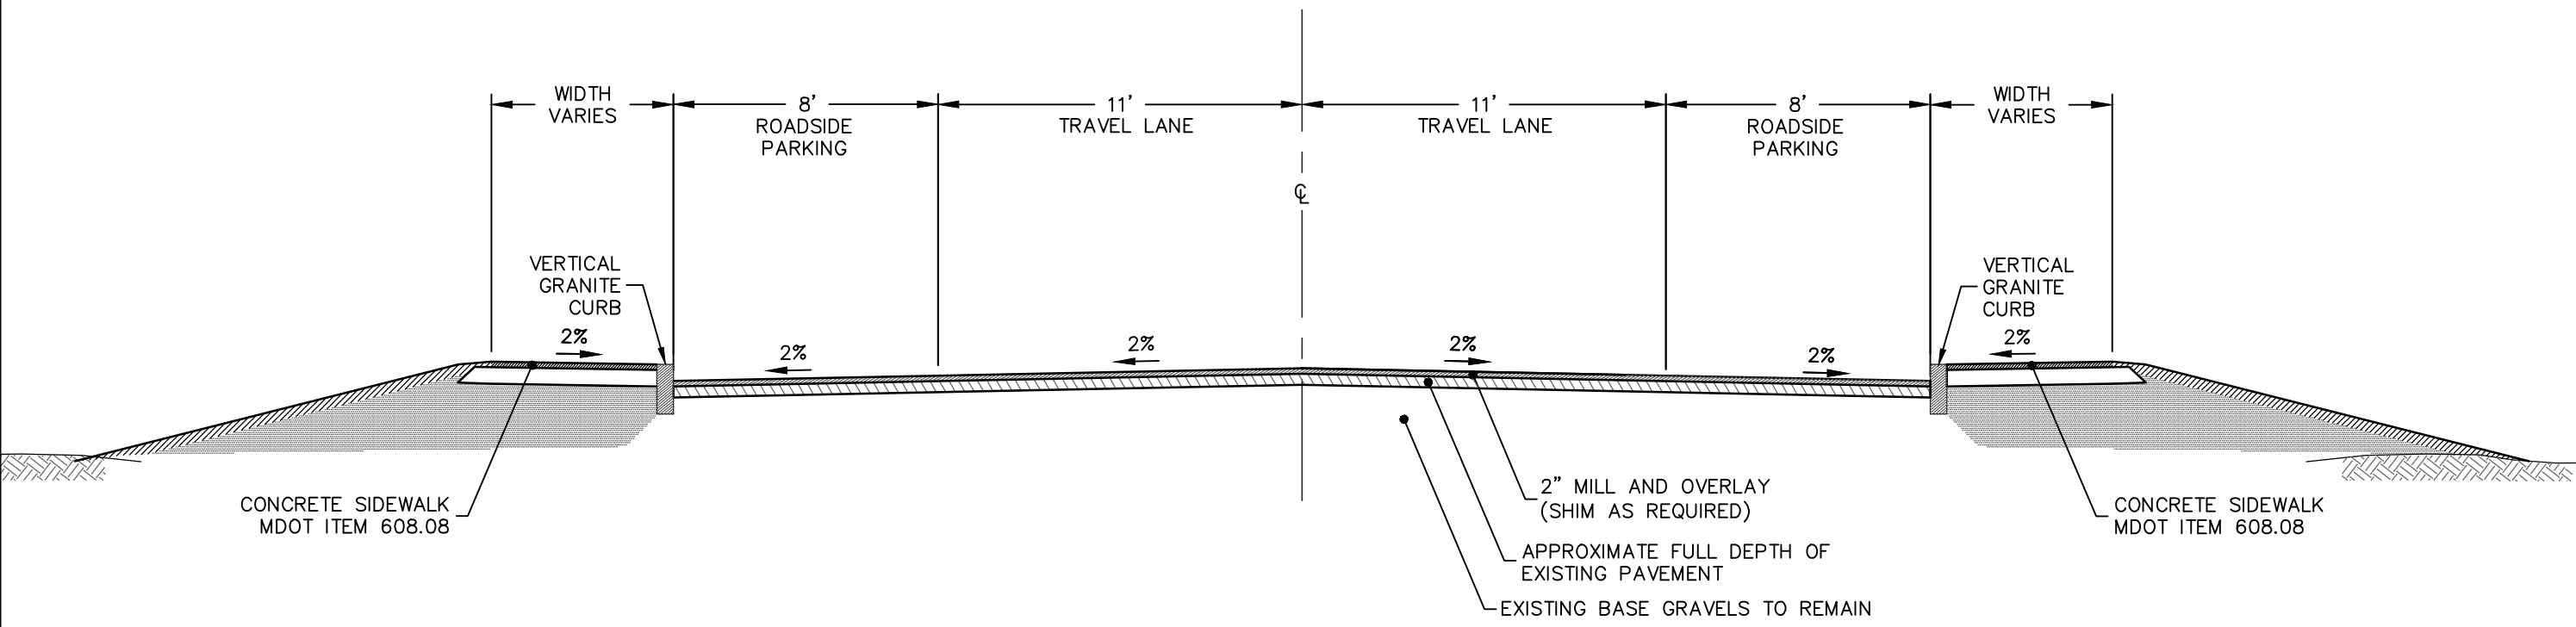 WIDTH
VARIES
8'
ROADSIDE
PARKING
11'
TRAVEL LANE
11'
TRAVEL LANE
8'
ROADSIDE
PARKING
WIDTH
VARIES
℄
VERTICAL
GRANITE
CURB
VERTICAL
GRANITE
CURB
2%
2%
2%
2%
2%
2%
CONCRETE SIDEWALK
MDOT ITEM 608.08
2" MILL AND OVERLAY
(SHIM AS REQUIRED)
APPROXIMATE FULL DEPTH OF
EXISTING PAVEMENT
EXISTING BASE GRAVELS TO REMAIN
CONCRETE SIDEWALK
MDOT ITEM 608.08